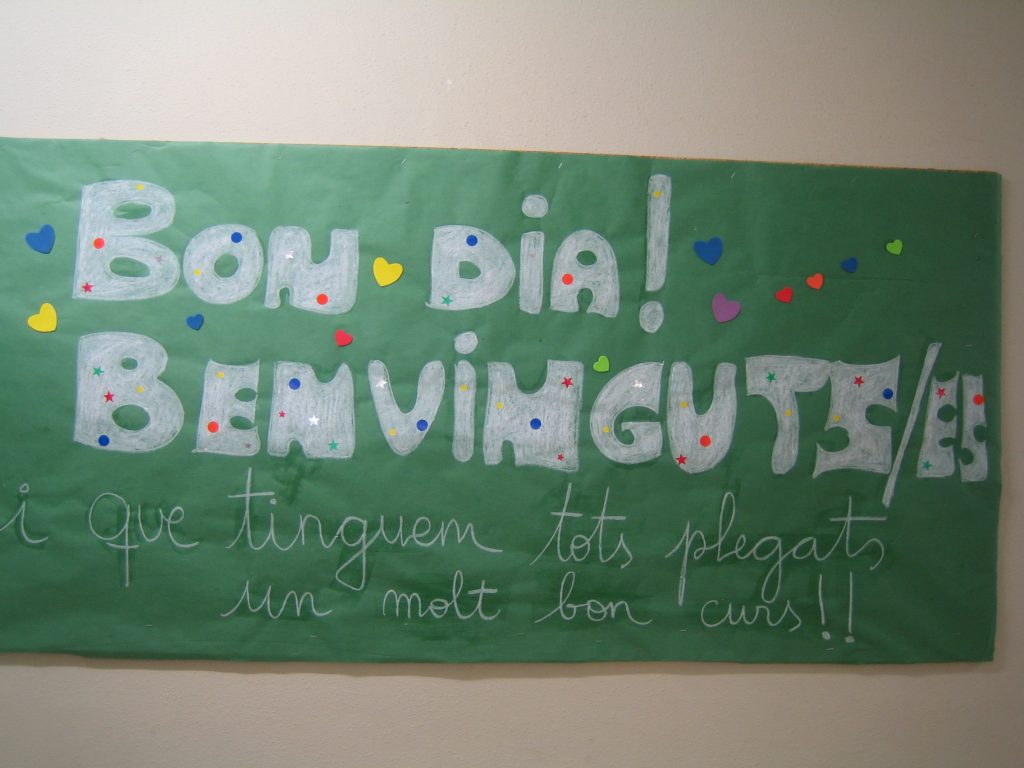 BON DiA!
BENViNGUTS/ES
i que tinguem tots plegats
un molt bon curs!!